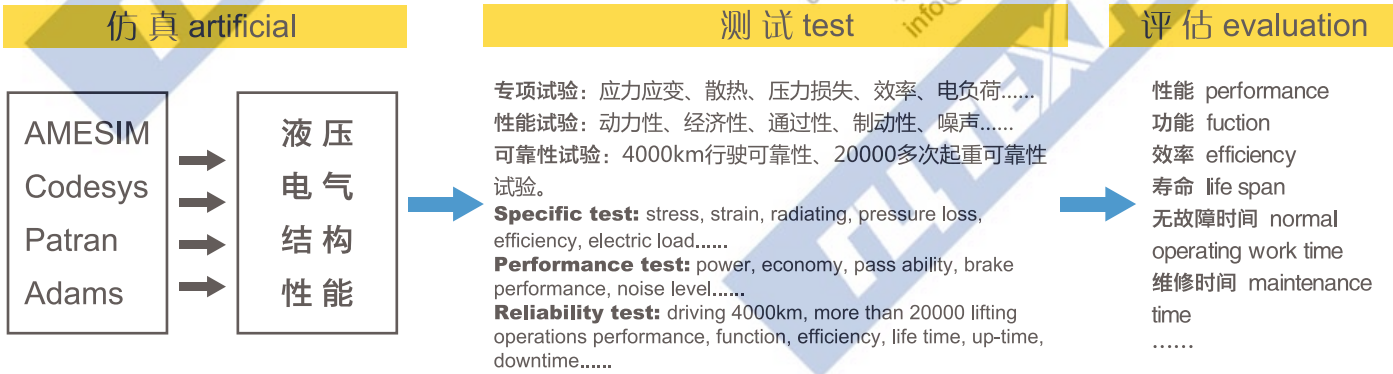 仿真 artificial
AMESIM
Codesys
Patran
Adams
液压
电气
结构
性能
测试 test
专项试验：应力应变、散热、压力损失、效率、电负荷......
性能试验：动力性、经济性、通过性、制动性、噪声......
可靠性试验：4000km行驶可靠性、20000多次起重可靠性
试验。
Specific test: stress, strain, radiating, pressure loss,
efficiency, electric load......
Performance test: power, economy, pass ability, brake
performance, noise level......
Reliability test: driving 4000km, more than 20000 lifting
operations performance, function, efficiency, life time, up-time,
downtime......
评估 evaluation
性能 performance
功能 fuction
效率 efficiency
寿命 life span
无故障时间 normal
operating work time
维修时间 maintenance
time
......